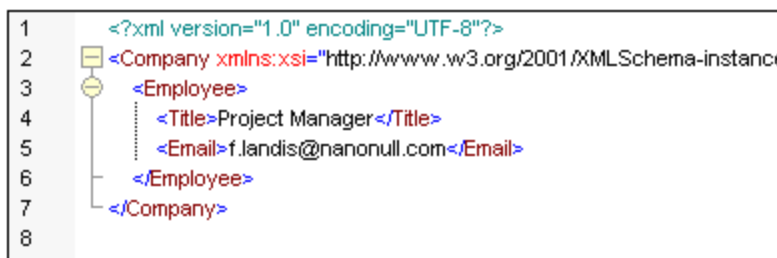 1 <?xml version="1.0" encoding="UTF-8"?>
2 <Company xmlns:xsi="http://www.w3.org/2001/XMLSchema-instance
3 <Employee>
4 <Title>Project Manager</Title>
5 <Email>f.landis@nanonull.com</Email>
6 </Employee>
7 </Company>
8